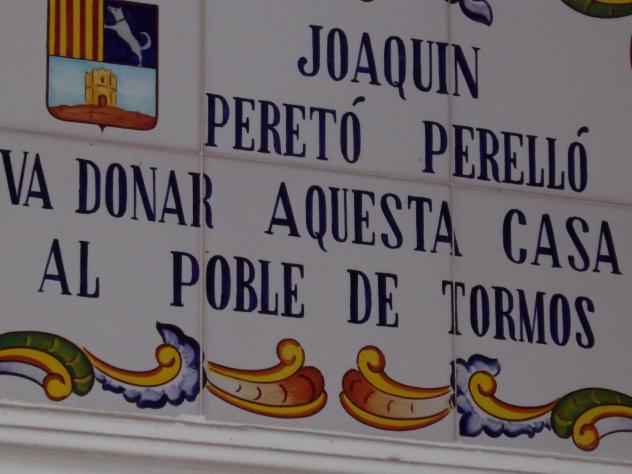 JOAQUIN
PERETÓ PERELLÓ
VA DONAR AQUESTA CASA
AL POBLE DE TORMOS